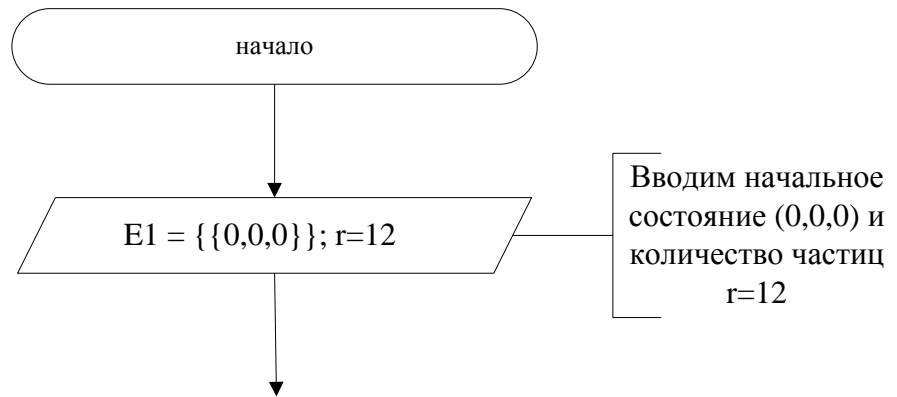 начало
E1 = {{0,0,0}}; r=12
Вводим начальное
состояние (0,0,0) и
количество частиц
r=12